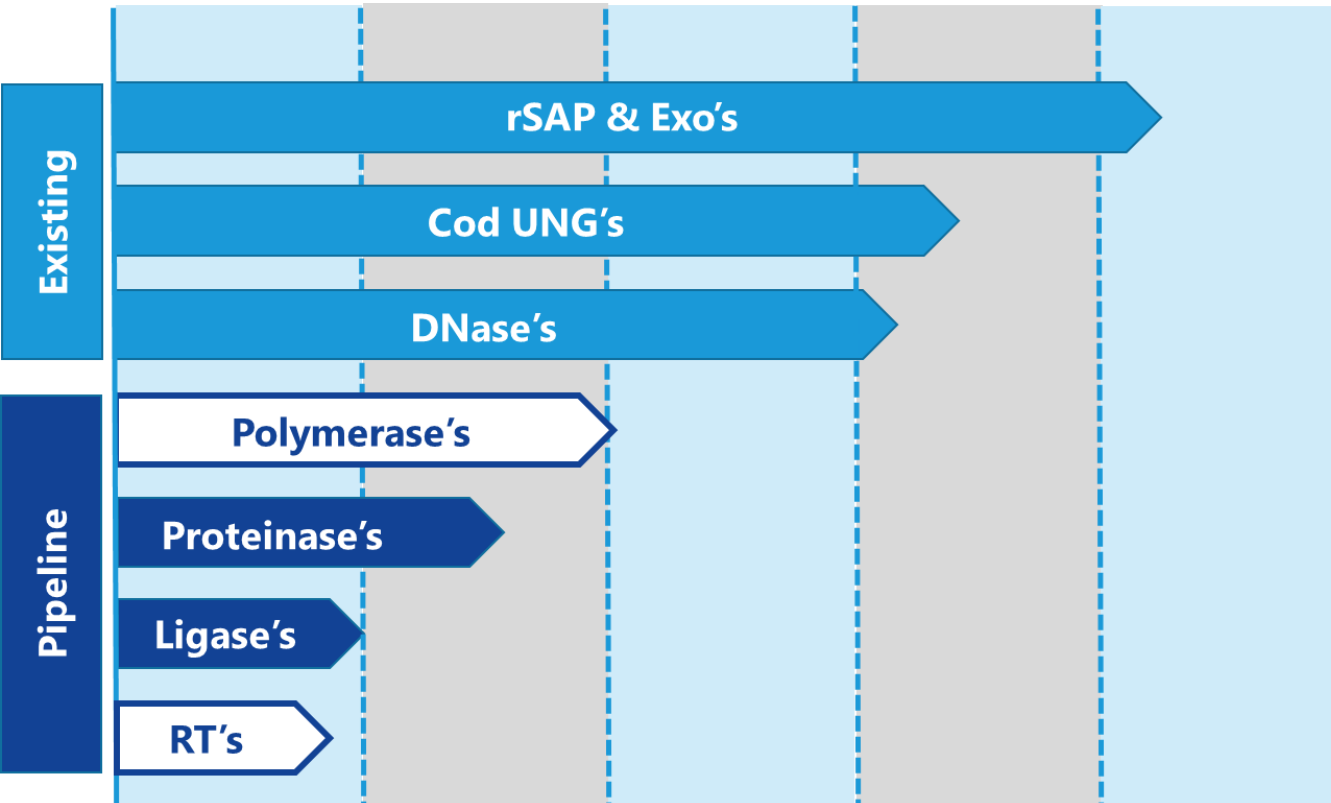 Existing
rSAP & Exo’s
Cod UNG’s
DNase’s
Pipeline
Polymerase’s
Proteinase’s
Ligase’s
RT’s